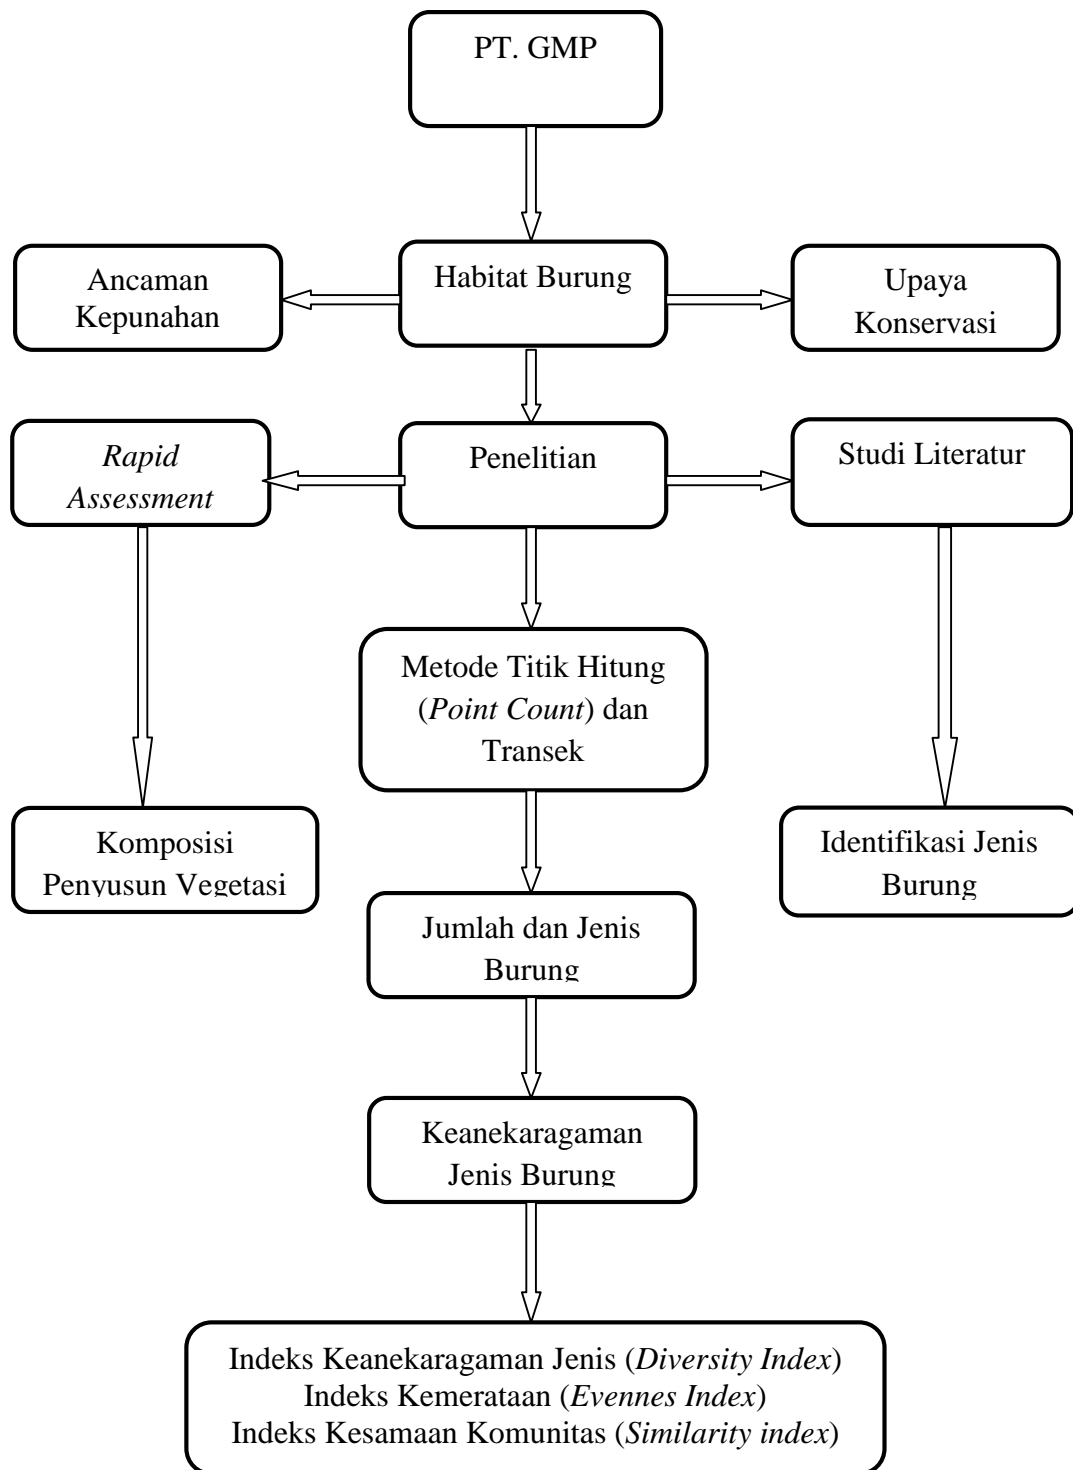 PT. GMP
Ancaman
Kepunahan
Habitat Burung
Upaya
Konservasi
Rapid
Assessment
Penelitian
Studi Literatur
Metode Titik Hitung
(Point Count) dan
Transek
Komposisi
Penyusun Vegetasi
Identifikasi Jenis
Burung
Jumlah dan Jenis
Burung
Keanekaragaman
Jenis Burung
Indeks Keanekaragaman Jenis (Diversity Index)
Indeks Kemerataan (Evennes Index)
Indeks Kesamaan Komunitas (Similarity index)